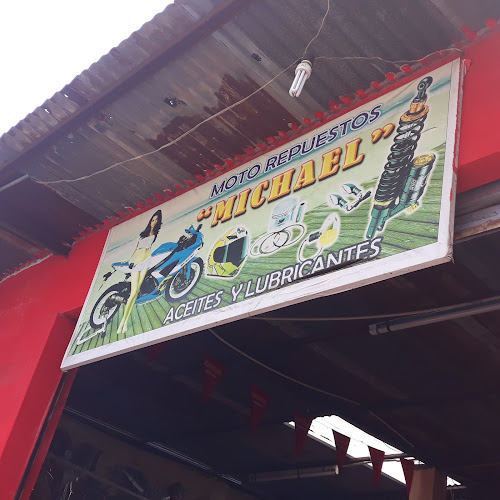 MOTO REPUESTOS
"MICHAEL"
ACEITES Y LUBRICANTES